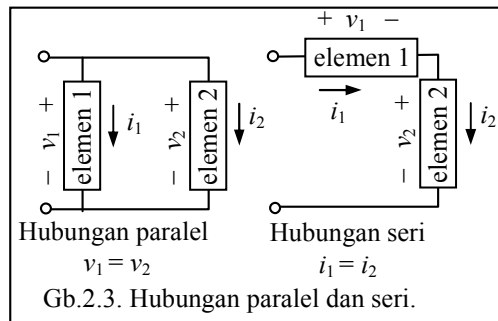 + v₁ –
elemen 1
i₁
+ v₁ –
elemen 1
i₁
+ v₂ –
elemen 2
i₂
+ v₂ –
elemen 2
i₂
Hubungan paralel
v₁ = v₂
Hubungan seri
i₁ = i₂
Gb.2.3. Hubungan paralel dan seri.